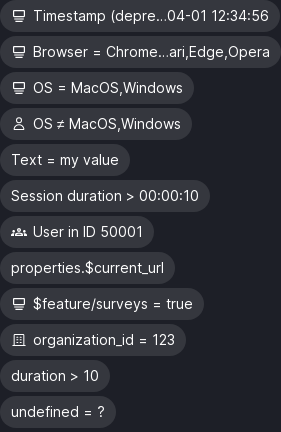 Timestamp (depre...04-01 12:34:56
Browser = Chrome...ari,Edge,Opera
OS = MacOS,Windows
OS ≠ MacOS,Windows
Text = my value
Session duration > 00:00:10
User in ID 50001
properties.$current_url
$feature/surveys = true
organization_id = 123
duration > 10
undefined = ?